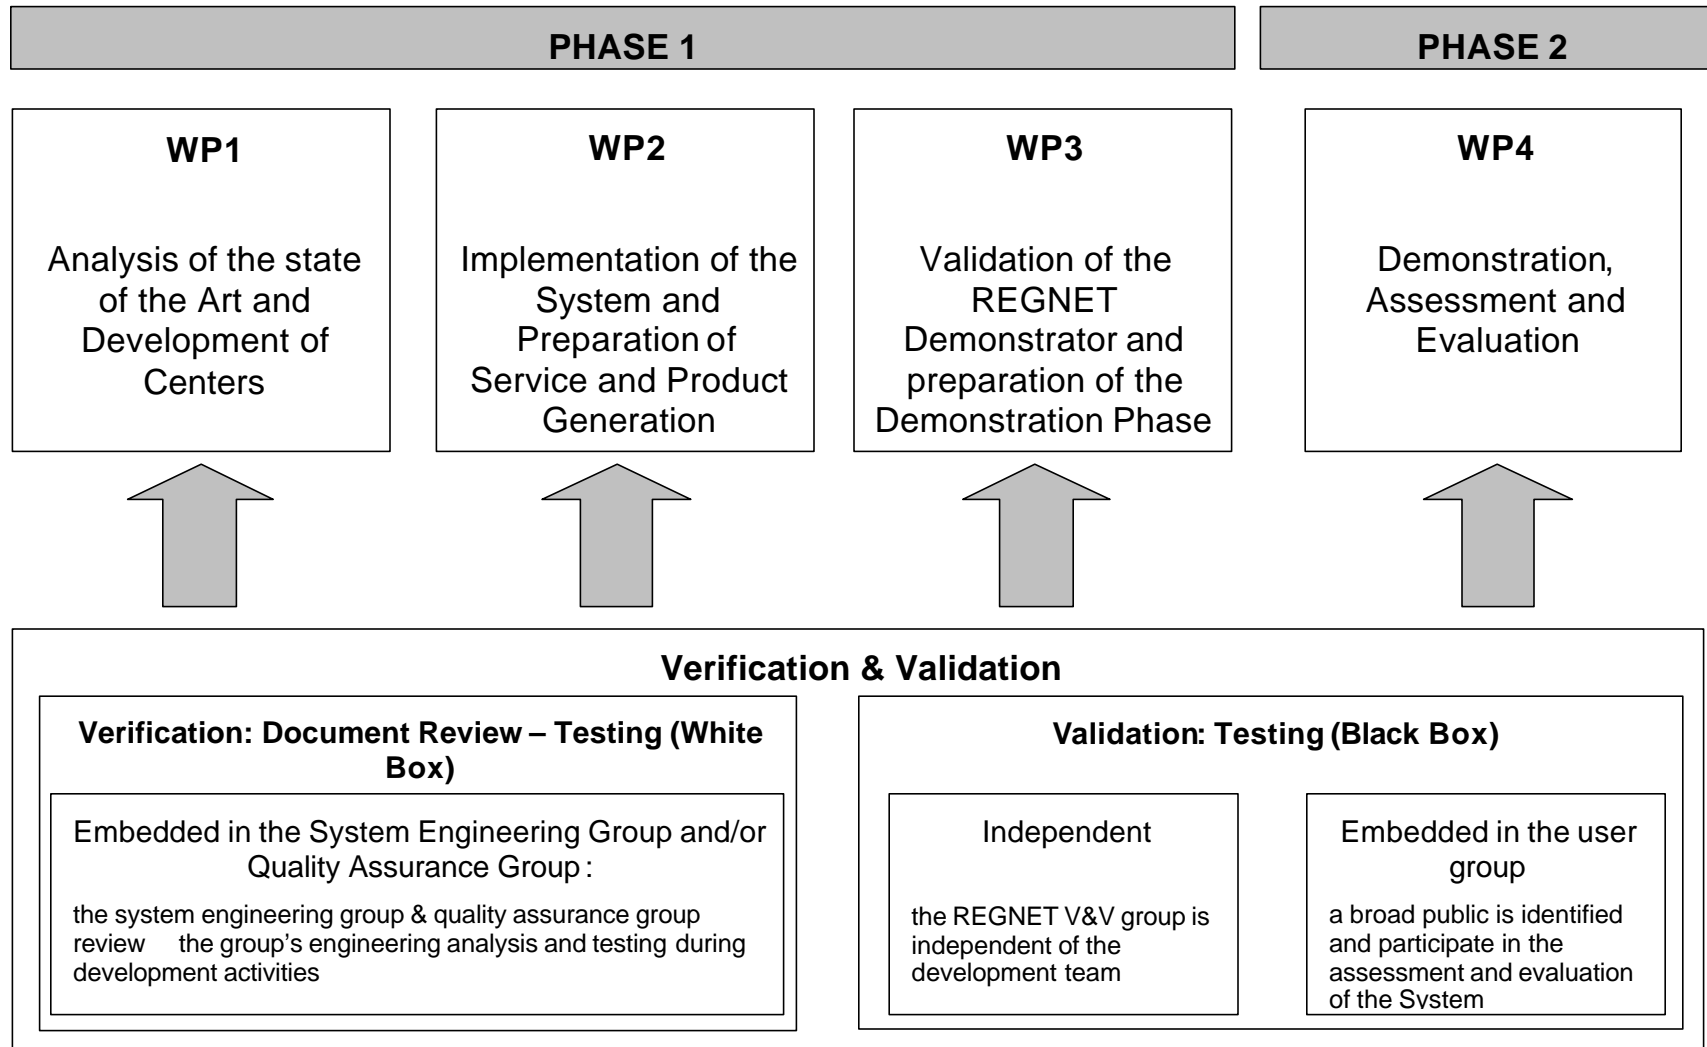 PHASE 1
PHASE 2
WP1
Analysis of the state
of the Art and
Development of
Centers
WP2
Implementation of the
System and
Preparation of
Service and Product
Generation
WP3
Validation of the
REGNET
Demonstrator and
preparation of the
Demonstration Phase
WP4
Demonstration,
Assessment and
Evaluation
Verification & Validation
Verification: Document Review – Testing (White
Box)
Embedded in the System Engineering Group and/or
Quality Assurance Group :
the system engineering group & quality assurance group
review the group's engineering analysis and testing during
development activities
Validation: Testing (Black Box)
Independent
the REGNET V&V group is
independent of the
development team
Embedded in the user
group
a broad public is identified
and participate in the
assessment and evaluation
of the System